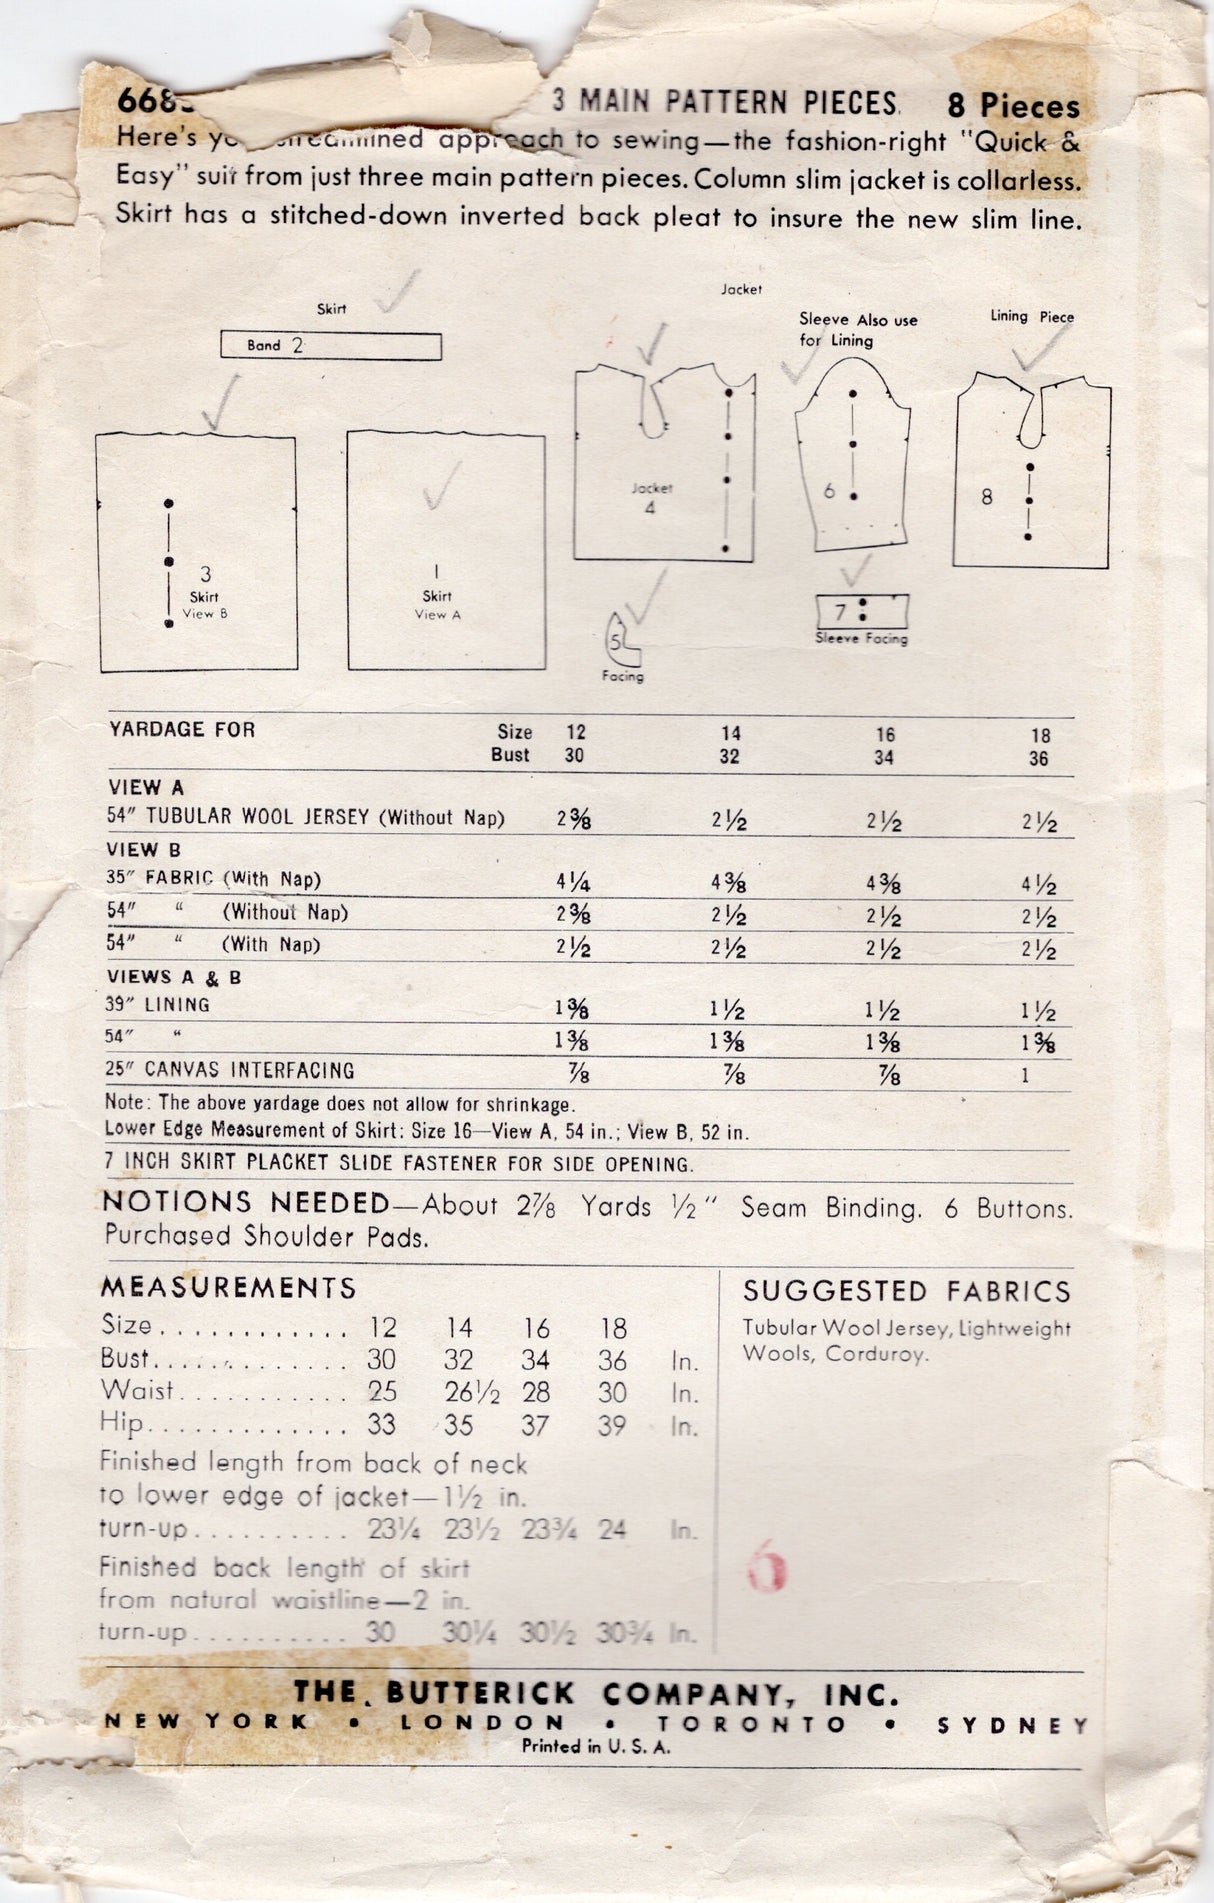 668
3 MAIN PATTERN PIECES. 8 Pieces
Here's approach to sewing—the fashion-right "Quick &
Easy" suit from just three main pattern pieces. Column slim jacket is collarless.
Skirt has a stitched-down inverted back pleat to insure the new slim line.
Skirt
Jacket
Band 2
Sleeve Also use
for Lining
Lining Piece
Jacket
4
6
8
3
Skirt
View B
1
Skirt
View A
5
Facing
7
Sleeve Facing
YARDAGE FOR Size 12 14 16 18
Bust 30 32 34 36
VIEW A
54" TUBULAR WOOL JERSEY (Without Nap) 2⅜ 2½ 2½ 2½
VIEW B
35" FABRIC (With Nap) 4¼ 4⅜ 4⅜ 4½
54" " (Without Nap) 2⅜ 2½ 2½ 2½
54" " (With Nap) 2½ 2½ 2½ 2½
VIEWS A & B
39" LINING 1⅜ 1½ 1½ 1½
54" " 1⅜ 1⅜ 1⅜ 1⅜
25" CANVAS INTERFACING ⅞ ⅞ ⅞ 1
Note: The above yardage does not allow for shrinkage.
Lower Edge Measurement of Skirt: Size 16—View A, 54 in.; View B, 52 in.
7 INCH SKIRT PLACKET SLIDE FASTENER FOR SIDE OPENING.
NOTIONS NEEDED—About 2⅞ Yards ½" Seam Binding. 6 Buttons.
Purchased Shoulder Pads.
MEASUREMENTS
Size............ 12 14 16 18
Bust............ 30 32 34 36 In.
Waist........... 25 26½ 28 30 In.
Hip............. 33 35 37 39 In.
Finished length from back of neck
to lower edge of jacket—1½ in.
turn-up.......... 23¼ 23½ 23¾ 24 In.
Finished back length of skirt
from natural waistline—2 in.
turn-up.......... 30 30¼ 30½ 30¾ In.
SUGGESTED FABRICS
Tubular Wool Jersey, Lightweight
Wools, Corduroy.
6
THE BUTTERICK COMPANY, INC.
NEW YORK • LONDON • TORONTO • SYDNEY
Printed in U. S. A.